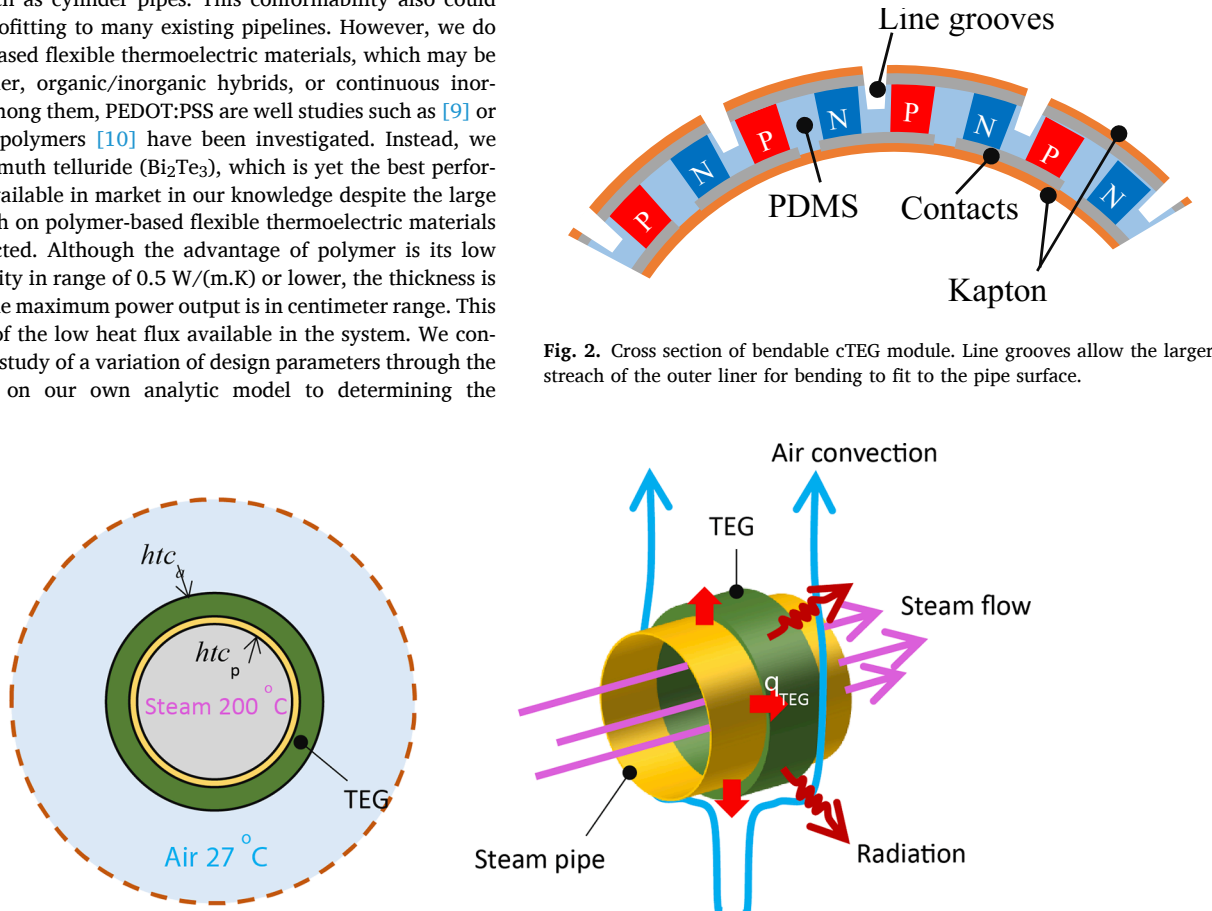 as cylinder pipes. This conformability also could
ofitting to many existing pipelines. However, we do
ased flexible thermoelectric materials, which may be
er, organic/inorganic hybrids, or continuous inor-
mong them, PEDOT:PSS are well studies such as [9] or
polymers [10] have been investigated. Instead, we
muth telluride (Bi₂Te₃), which is yet the best perfor-
vailable in market in our knowledge despite the large
h on polymer-based flexible thermoelectric materials
cted. Although the advantage of polymer is its low
ity in range of 0.5 W/(m.K) or lower, the thickness is
e maximum power output is in centimeter range. This
of the low heat flux available in the system. We con-
study of a variation of design parameters through the
on our own analytic model to determining the
Line grooves
P
N
P
N
P
N
P
N
PDMS
Contacts
Kapton
Fig. 2. Cross section of bendable cTEG module. Line grooves allow the larger
streach of the outer liner for bending to fit to the pipe surface.
htcₐ
htcₚ
Steam 200 °C
TEG
Air 27 °C
Air convection
TEG
Steam flow
q_TEG
Steam pipe
Radiation